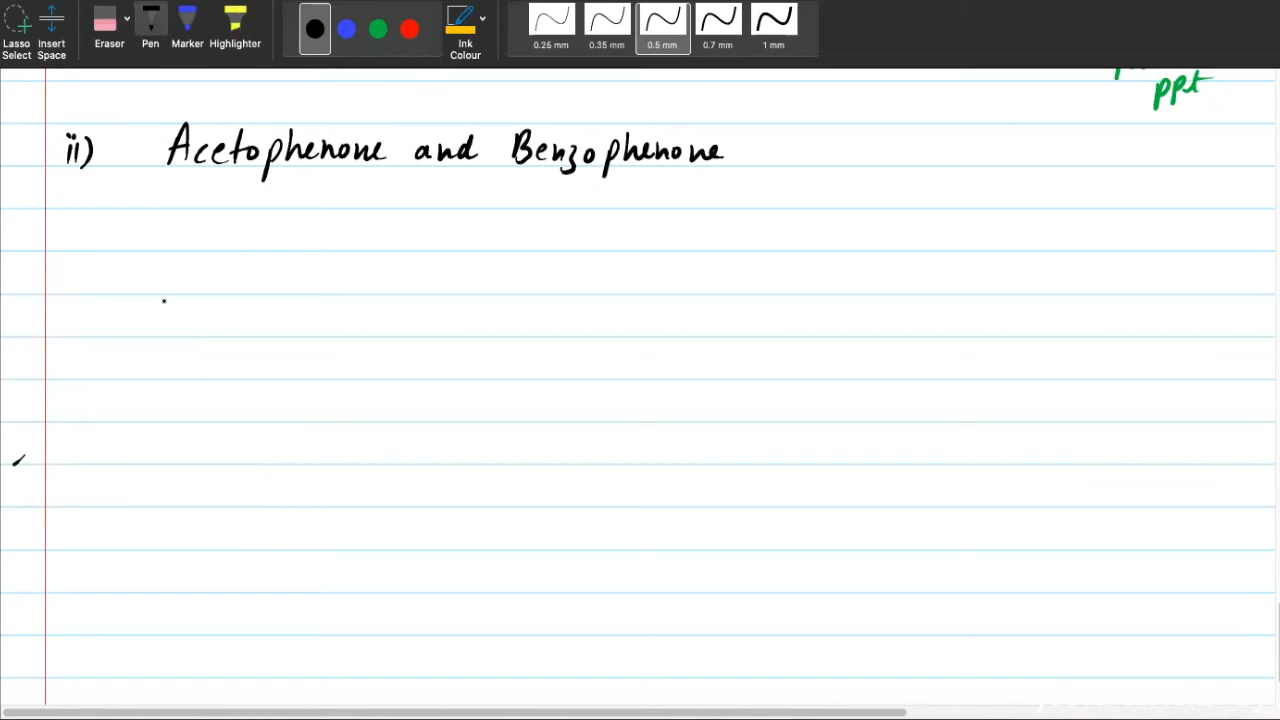 Lasso Select
Insert Space
Eraser
Pen
Marker
Highlighter
Ink Colour
0.25 mm
0.35 mm
0.5 mm
0.7 mm
1 mm
ppt
ii) Acetophenone and Benzophenone